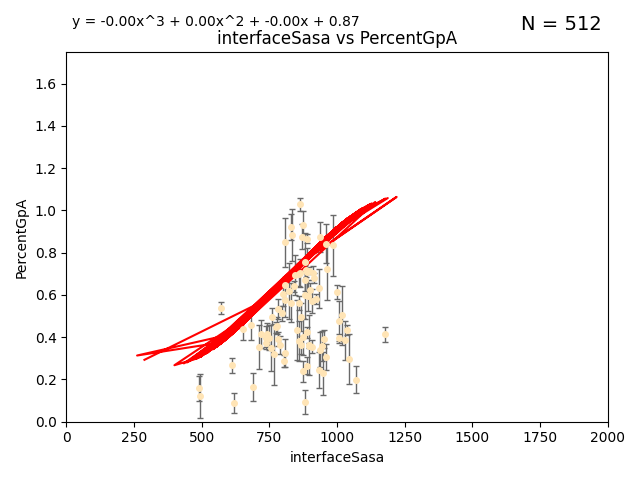 y = -0.00x^3 + 0.00x^2 + -0.00x + 0.87
N = 512
interfaceSasa vs PercentGpA
PercentGpA
1.6
1.4
1.2
1.0
0.8
0.6
0.4
0.2
0.0
0 250 500 750 1000 1250 1500 1750 2000
interfaceSasa